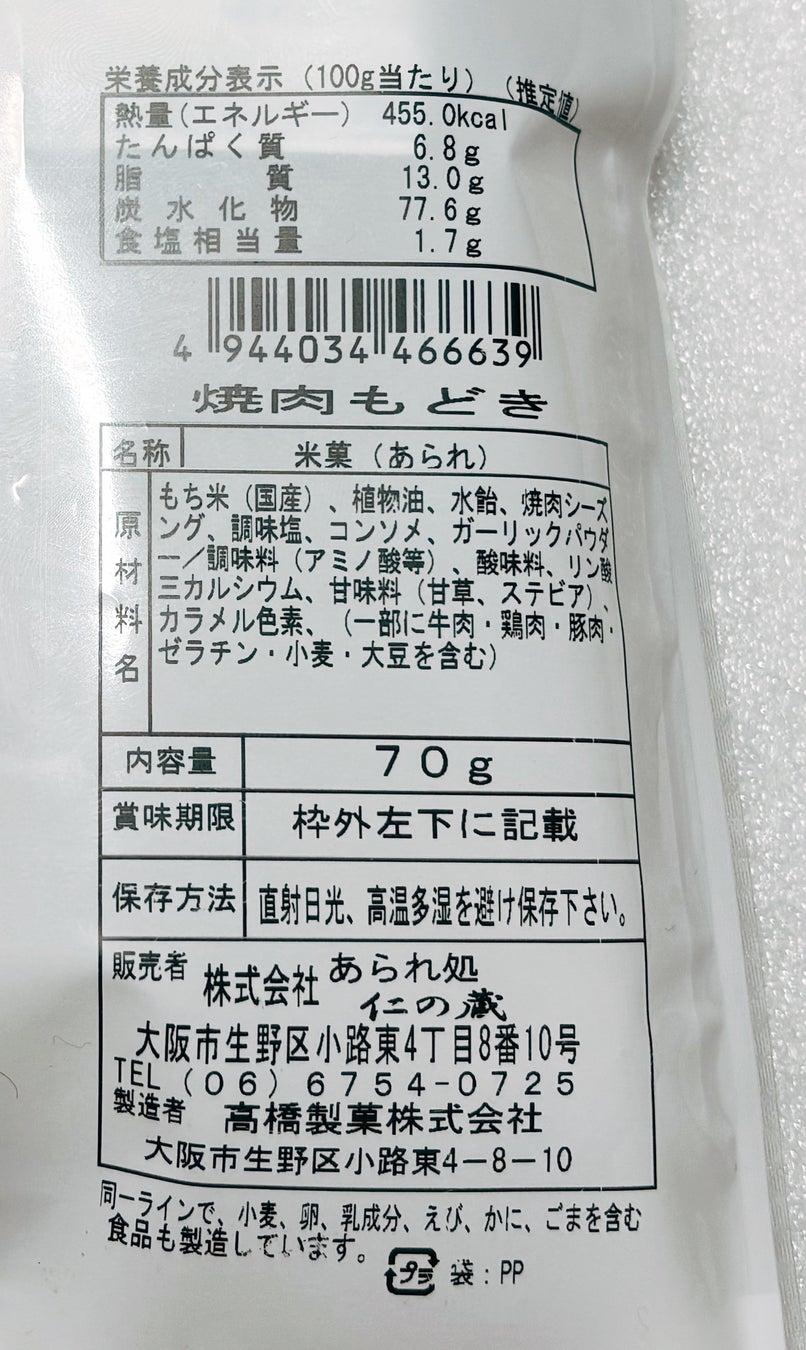 栄養成分表示（100g当たり）（推定値）
熱量(エネルギー) 455.0kcal
たんぱく質 6.8g
脂質 13.0g
炭水化物 77.6g
食塩相当量 1.7g
4 944034 466639
焼肉もどき
名称 米菓（あられ）
原材料名
もち米（国産）、植物油、水飴、焼肉シーズ
ング、調味塩、コンソメ、ガーリックパウダ
ー／調味料（アミノ酸等）、酸味料、リン酸
三カルシウム、甘味料（甘草、ステビア）、
カラメル色素、（一部に牛肉・鶏肉・豚肉・
ゼラチン・小麦・大豆を含む）
内容量 70g
賞味期限 枠外左下に記載
保存方法 直射日光、高温多湿を避け保存下さい。
販売者 株式会社 あられ処
仁の蔵
大阪市生野区小路東4丁目8番10号
TEL（06）6754-0725
製造者 高橋製菓株式会社
大阪市生野区小路東4－8－10
同一ラインで、小麦、卵、乳成分、えび、かに、ごまを含む
食品も製造しています。
プラ 袋：PP